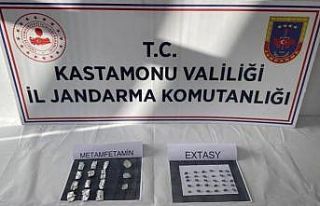 T.C.
KASTAMONU VALİLİĞİ
İL JANDARMA KOMUTANLIĞI
METAMFETAMİN
EXTASY